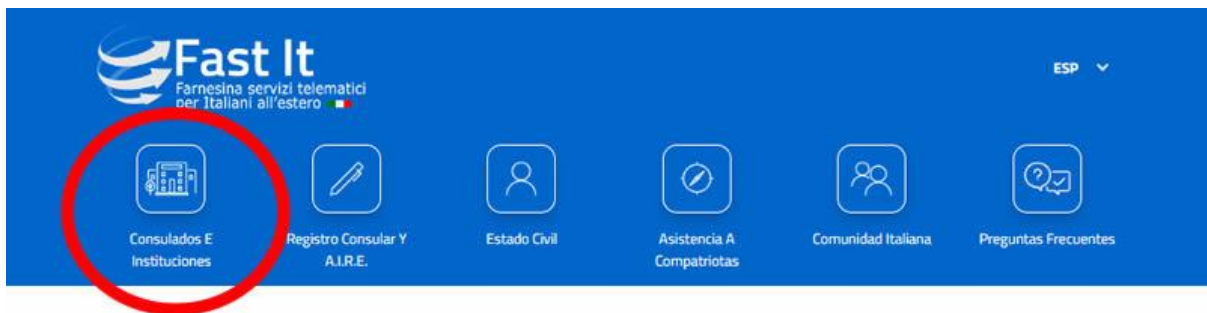 Fast It
Farnesina servizi telematici
per Italiani all'estero
ESP
Consulados E
Instituciones
Registro Consular Y
A.I.R.E.
Estado Civil
Asistencia A
Compatriotas
Comunidad Italiana
Preguntas Frecuentes